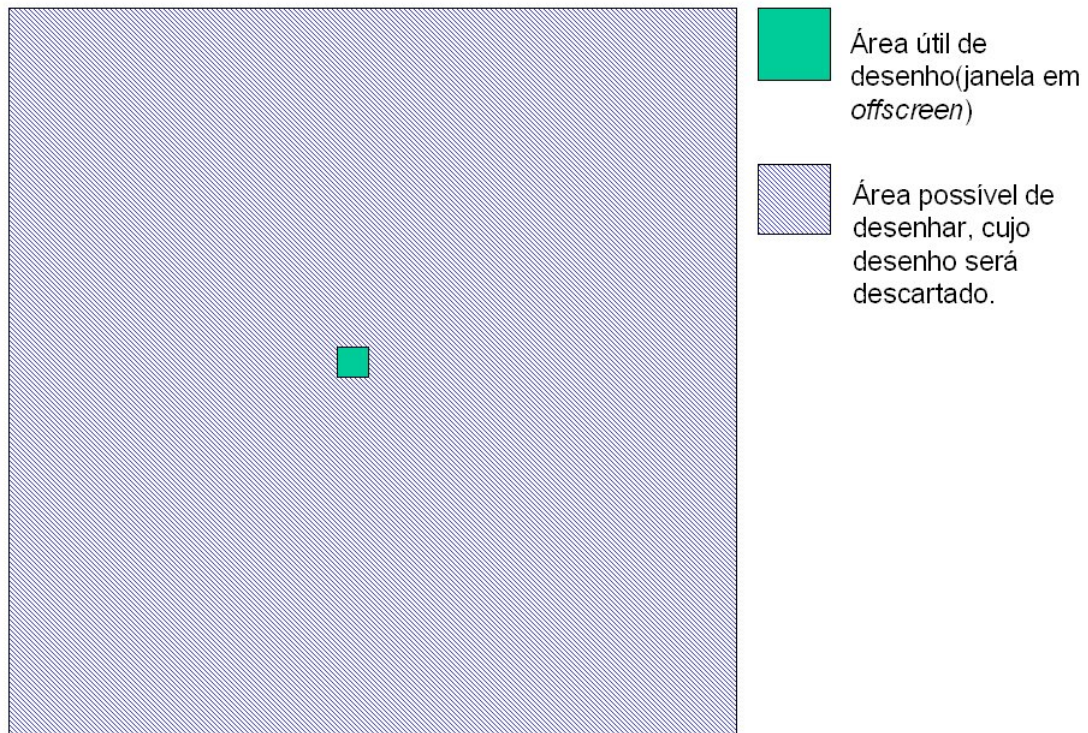 Área útil de
desenho(janela em
offscreen)
Área possível de
desenhar, cujo
desenho será
descartado.